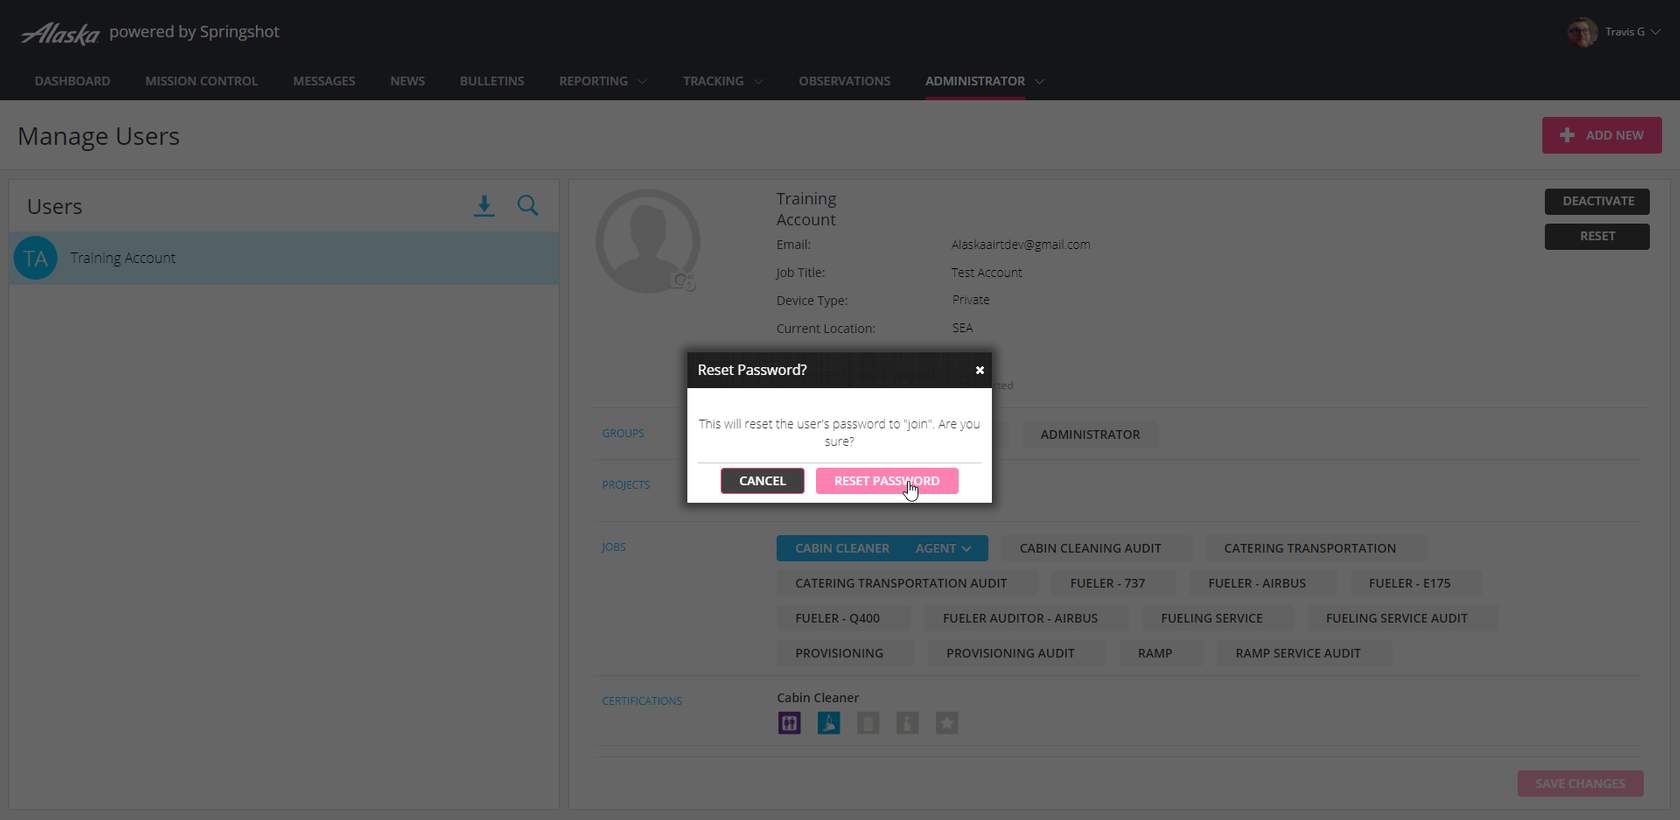 Alaska powered by Springshot
Travis G
DASHBOARD MISSION CONTROL MESSAGES NEWS BULLETINS REPORTING TRACKING OBSERVATIONS ADMINISTRATOR
Manage Users
ADD NEW
Users
TA Training Account
Training
Account
DEACTIVATE
RESET
Email: Alaskaairtdev@gmail.com
Job Title: Test Account
Device Type: Private
Current Location: SEA
Reset Password?
This will reset the user's password to "join". Are you
sure?
CANCEL RESET PASSWORD
GROUPS ADMINISTRATOR
PROJECTS
JOBS CABIN CLEANER AGENT CABIN CLEANING AUDIT CATERING TRANSPORTATION
CATERING TRANSPORTATION AUDIT FUELER - 737 FUELER - AIRBUS FUELER - E175
FUELER - Q400 FUELER AUDITOR - AIRBUS FUELING SERVICE FUELING SERVICE AUDIT
PROVISIONING PROVISIONING AUDIT RAMP RAMP SERVICE AUDIT
CERTIFICATIONS Cabin Cleaner
SAVE CHANGES